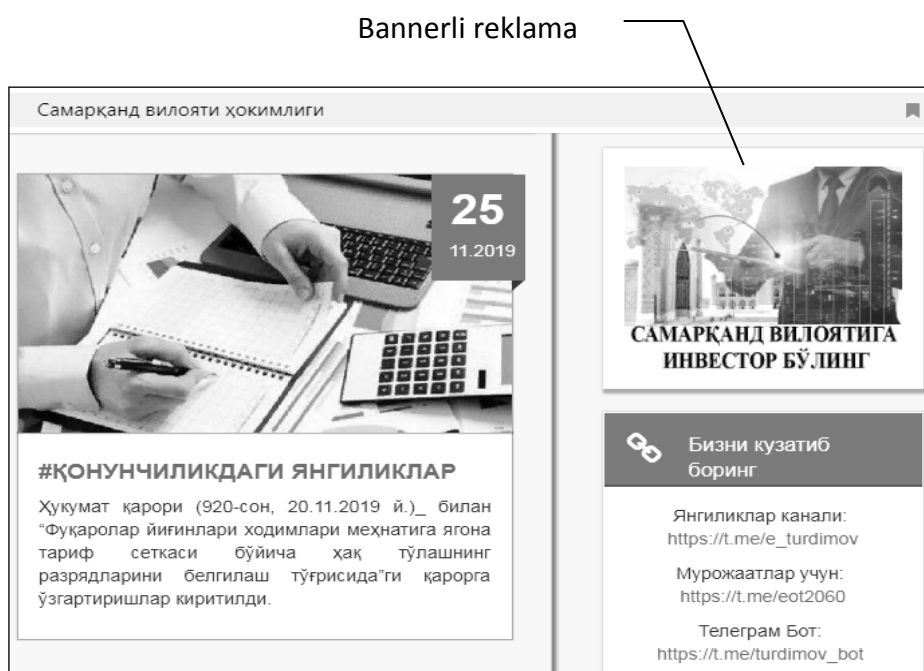 Bannerli reklama
Самарқанд вилояти ҳокимлиги
25
11.2019
#ҚОНУНЧИЛИКДАГИ ЯНГИЛИКЛАР
Ҳукумат қарори (920-сон, 20.11.2019 й.)_ билан
“Фуқаролар йиғинлари ходимлари меҳнатига ягона
тариф сеткаси бўйича ҳақ тўлашнинг
разрядларини белгилаш тўғрисида”ги қарорга
ўзгартиришлар киритилди.
САМАРҚАНД ВИЛОЯТИГА
ИНВЕСТОР БЎЛИНГ
Бизни кузатиб
боринг
Янгиликлар канали:
https://t.me/e_turdimov
Мурожаатлар учун:
https://t.me/eot2060
Телеграм Бот:
https://t.me/turdimov_bot